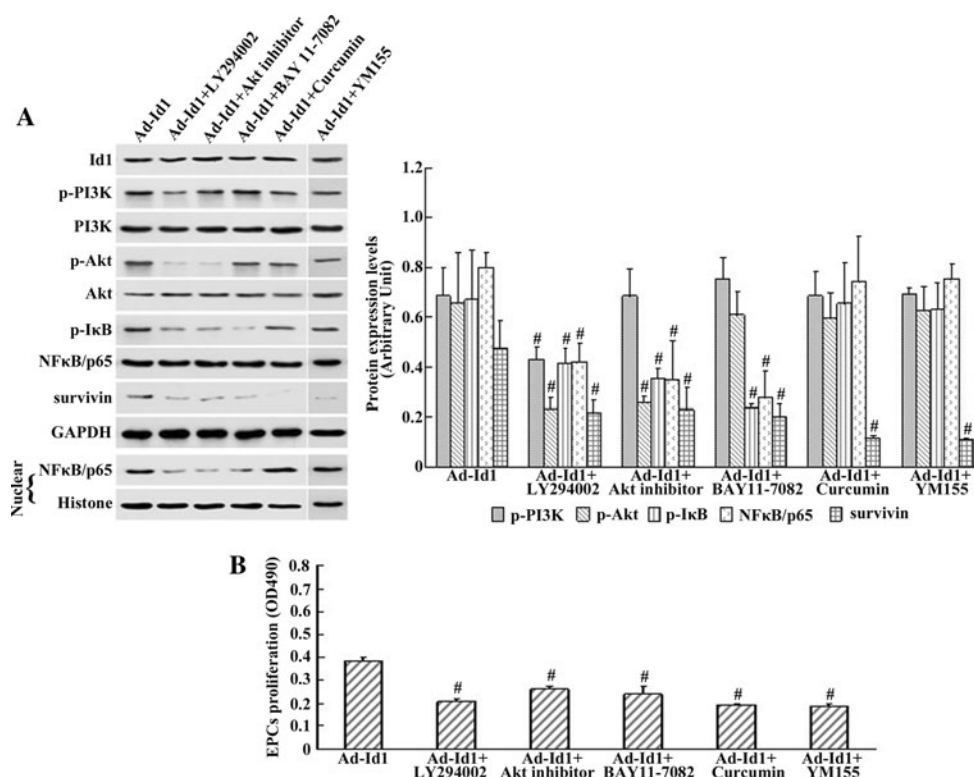 A
Ad-Id1
Ad-Id1+LY294002
Ad-Id1+Akt inhibitor
Ad-Id1+BAY 11-7082
Ad-Id1+Curcumin
Ad-Id1+YM155
Id1
p-PI3K
PI3K
p-Akt
Akt
p-IκB
NFκB/p65
survivin
GAPDH
Nuclear
NFκB/p65
Histone
Protein expression levels
(Arbitrary Unit)
1.2
1.0
0.8
0.6
0.4
0.2
0
# # # # #
# # # #
# # # #
#
#
Ad-Id1
Ad-Id1+
LY294002
Ad-Id1+
Akt inhibitor
Ad-Id1+
BAY11-7082
Ad-Id1+
Curcumin
Ad-Id1+
YM155
p-PI3K p-Akt p-IκB NFκB/p65 survivin
B
EPCs proliferation (OD490)
0.8
0.7
0.6
0.5
0.4
0.3
0.2
0.1
0
# # # # #
Ad-Id1
Ad-Id1+
LY294002
Ad-Id1+
Akt inhibitor
Ad-Id1+
BAY11-7082
Ad-Id1+
Curcumin
Ad-Id1+
YM155